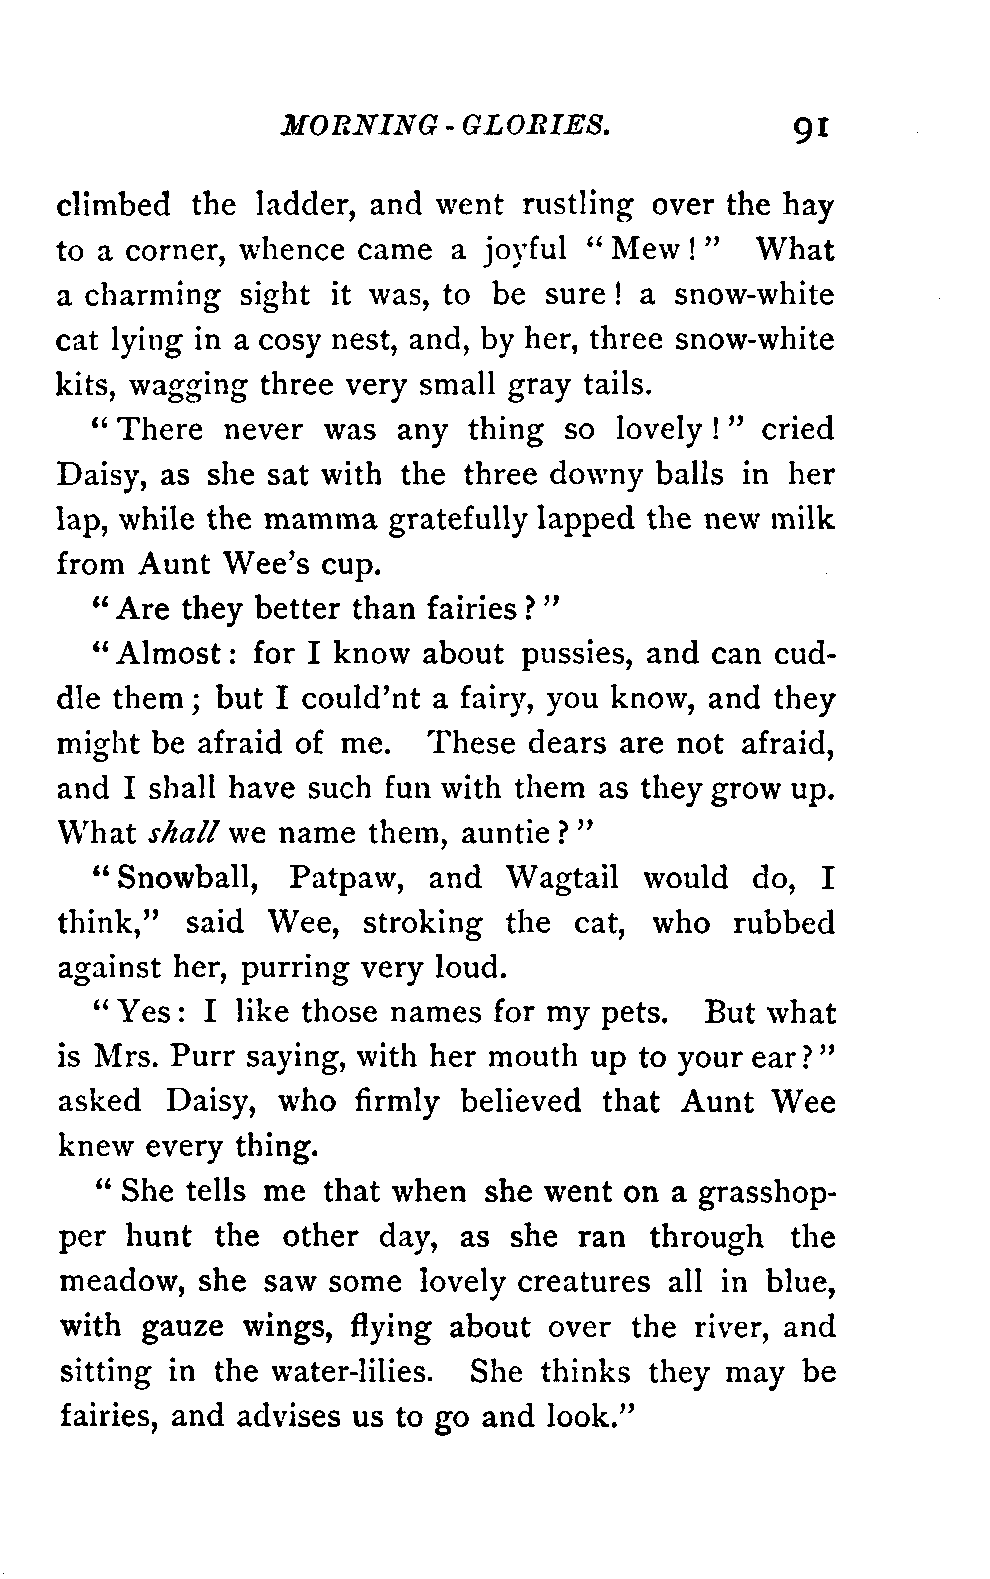 MORNING-GLORIES. 91
climbed the ladder, and went rustling over the hay
to a corner, whence came a joyful "Mew!" What
a charming sight it was, to be sure! a snow-white
cat lying in a cosy nest, and, by her, three snow-white
kits, wagging three very small gray tails.
"There never was any thing so lovely!" cried
Daisy, as she sat with the three downy balls in her
lap, while the mamma gratefully lapped the new milk
from Aunt Wee's cup.
"Are they better than fairies?"
"Almost: for I know about pussies, and can cud-
dle them; but I could'nt a fairy, you know, and they
might be afraid of me. These dears are not afraid,
and I shall have such fun with them as they grow up.
What shall we name them, auntie?"
"Snowball, Patpaw, and Wagtail would do, I
think," said Wee, stroking the cat, who rubbed
against her, purring very loud.
"Yes: I like those names for my pets. But what
is Mrs. Purr saying, with her mouth up to your ear?"
asked Daisy, who firmly believed that Aunt Wee
knew every thing.
"She tells me that when she went on a grasshop-
per hunt the other day, as she ran through the
meadow, she saw some lovely creatures all in blue,
with gauze wings, flying about over the river, and
sitting in the water-lilies. She thinks they may be
fairies, and advises us to go and look."